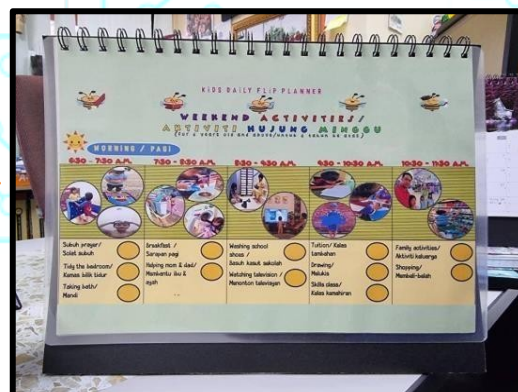 KIDS DAILY FLIP PLANNER
WEEKEND ACTIVITIES/
AKTIVITI HUJUNG MINGGU
MORNING / PAGI
6:30 - 7:30 A.M.
7:30 - 8:30 A.M.
8:30 - 9:30 A.M.
9:30 - 10:30 A.M.
10:30 - 11:30 A.M.
Subuh prayer/
Solat subuh
Tidy the bedroom/
Kemas bilik tidur
Taking bath/
Mandi
Breakfast /
Sarapan pagi
Helping mom & dad/
Membantu ibu &
ayah
Washing school
shoes /
Basuh kasut sekolah
Watching television /
Menonton televisyen
Tuition/ Kelas
tambahan
Drawing/
Melukis
Skills class/
Kelas kemahiran
Family activities/
Aktiviti keluarga
Shopping/
Membeli-belah